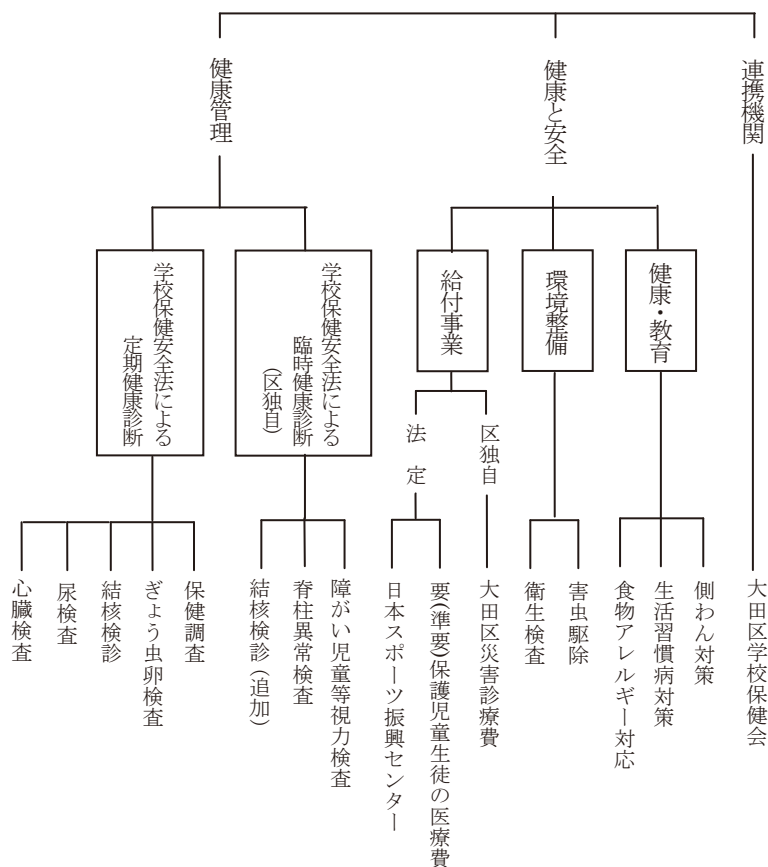 連携機関
健康と安全
健康管理
健康・教育
環境整備
給付事業
学校保健安全法による
臨時健康診断
(区独自)
学校保健安全法による
定期健康診断
区独自
法定
大田区学校保健会
側わん対策
生活習慣病対策
食物アレルギー対応
害虫駆除
衛生検査
大田区災害診療費
要(準要)保護児童生徒の医療費
日本スポーツ振興センター
障がい児童等視力検査
脊柱異常検査
結核検診(追加)
保健調査
ぎょう虫卵検査
結核検診
尿検査
心臓検査